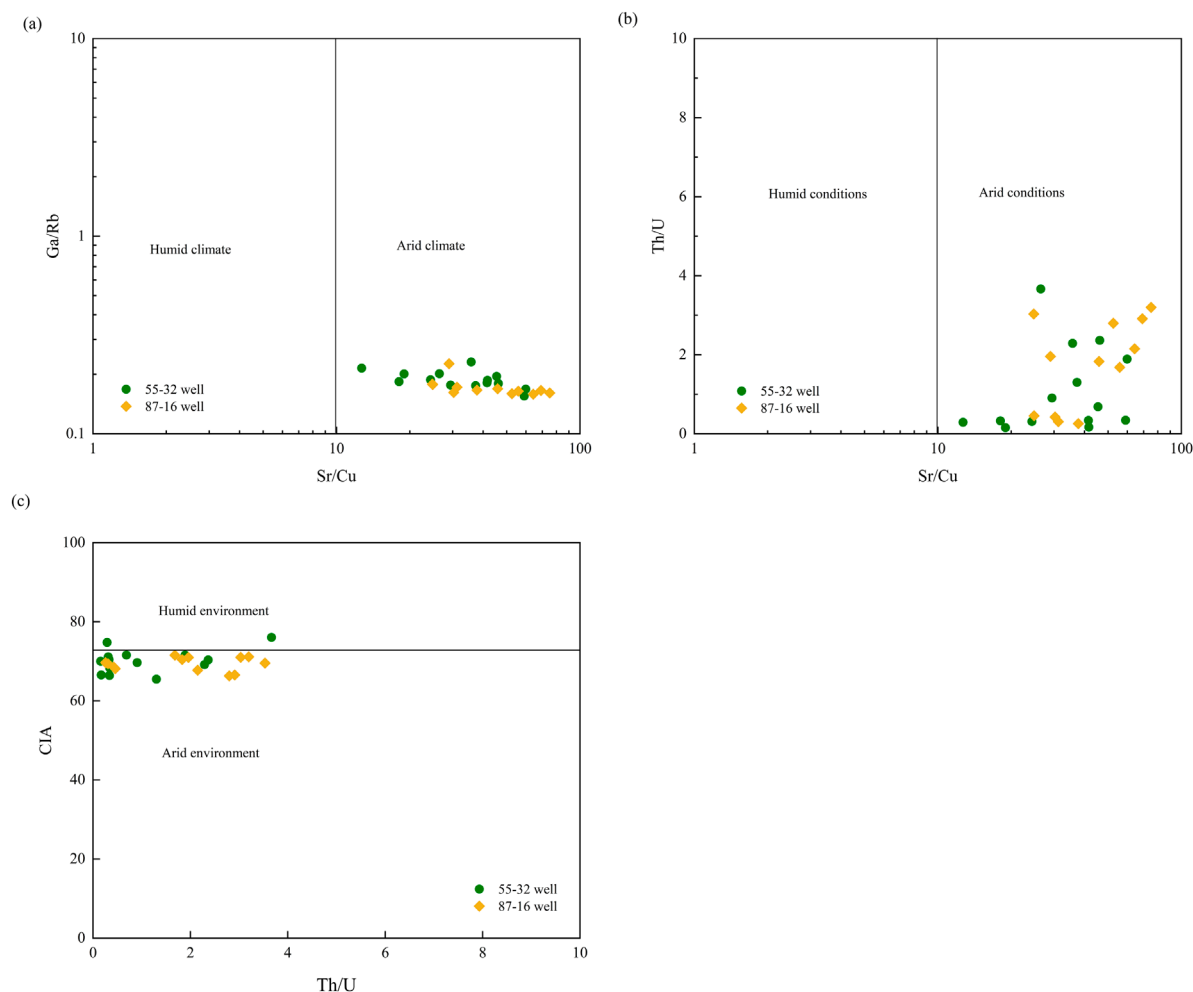 (a)
10
1
0.1
Ga/Rb
Humid climate
Arid climate
55-32 well
87-16 well
1
10
100
Sr/Cu
(b)
10
8
6
4
2
0
Th/U
Humid conditions
Arid conditions
55-32 well
87-16 well
1
10
100
Sr/Cu
(c)
100
80
60
40
20
0
CIA
Humid environment
Arid environment
55-32 well
87-16 well
0
2
4
6
8
10
Th/U